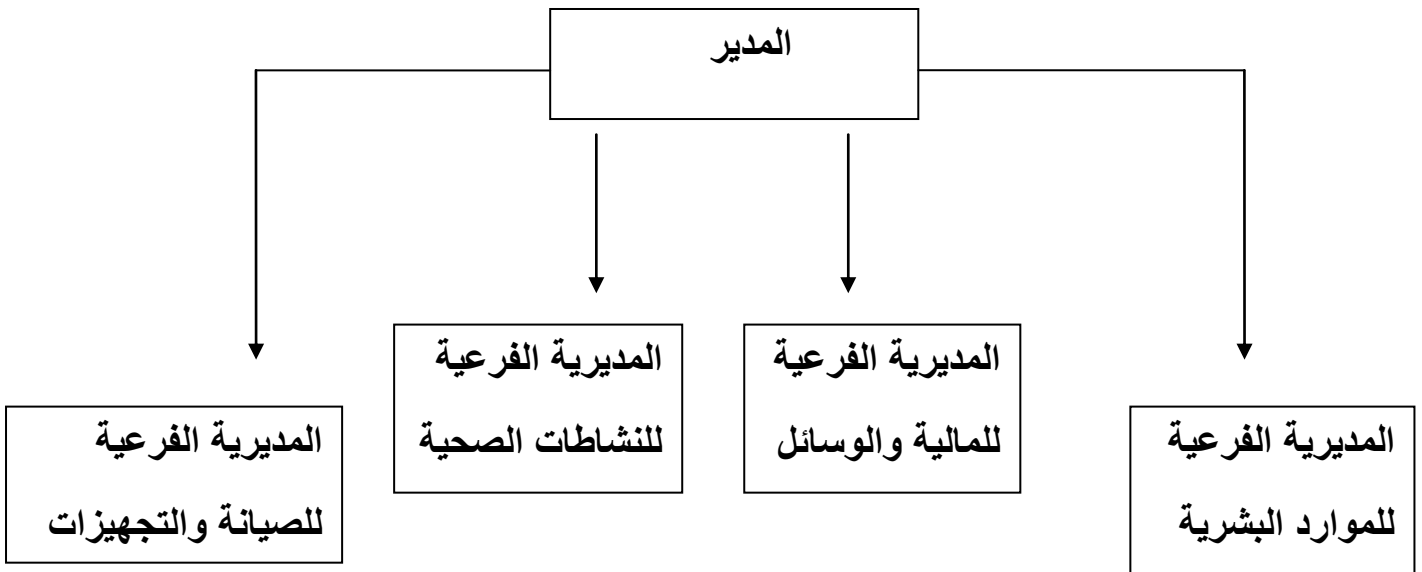 المدير
المديرية الفرعية
للموارد البشرية
المديرية الفرعية
للمالية والوسائل
المديرية الفرعية
للنشاطات الصحية
المديرية الفرعية
للصيانة والتجهيزات